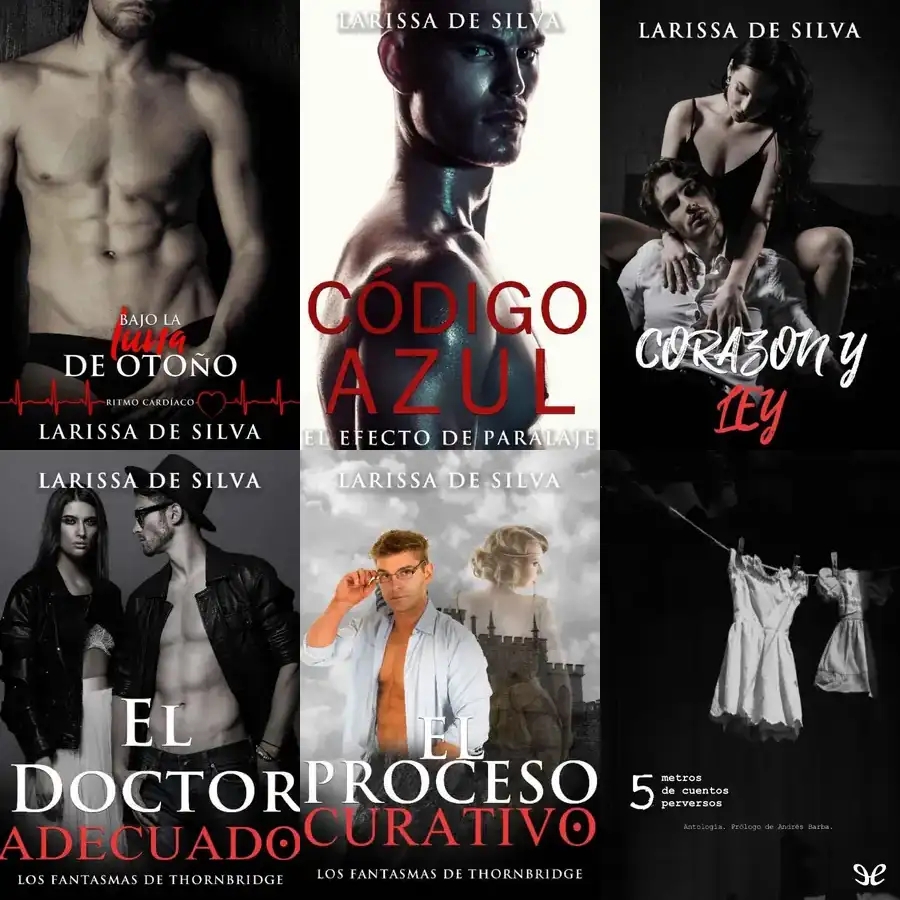 BAJO LA
luna
DE OTOÑO
RITMO CARDÍACO
LARISSA DE SILVA
LARISSA DE SILVA
CÓDIGO
AZUL
EL EFECTO DE PARALAJE
LARISSA DE SILVA
CORAZON Y
LEY
LARISSA DE SILVA
EL
DOCTOR
ADECUADO
LOS FANTASMAS DE THORNBRIDGE
LARISSA DE SILVA
EL
PROCESO
CURATIVO
LOS FANTASMAS DE THORNBRIDGE
5 metros
de cuentos
perversos
Antología. Prólogo de Andrés Barba.